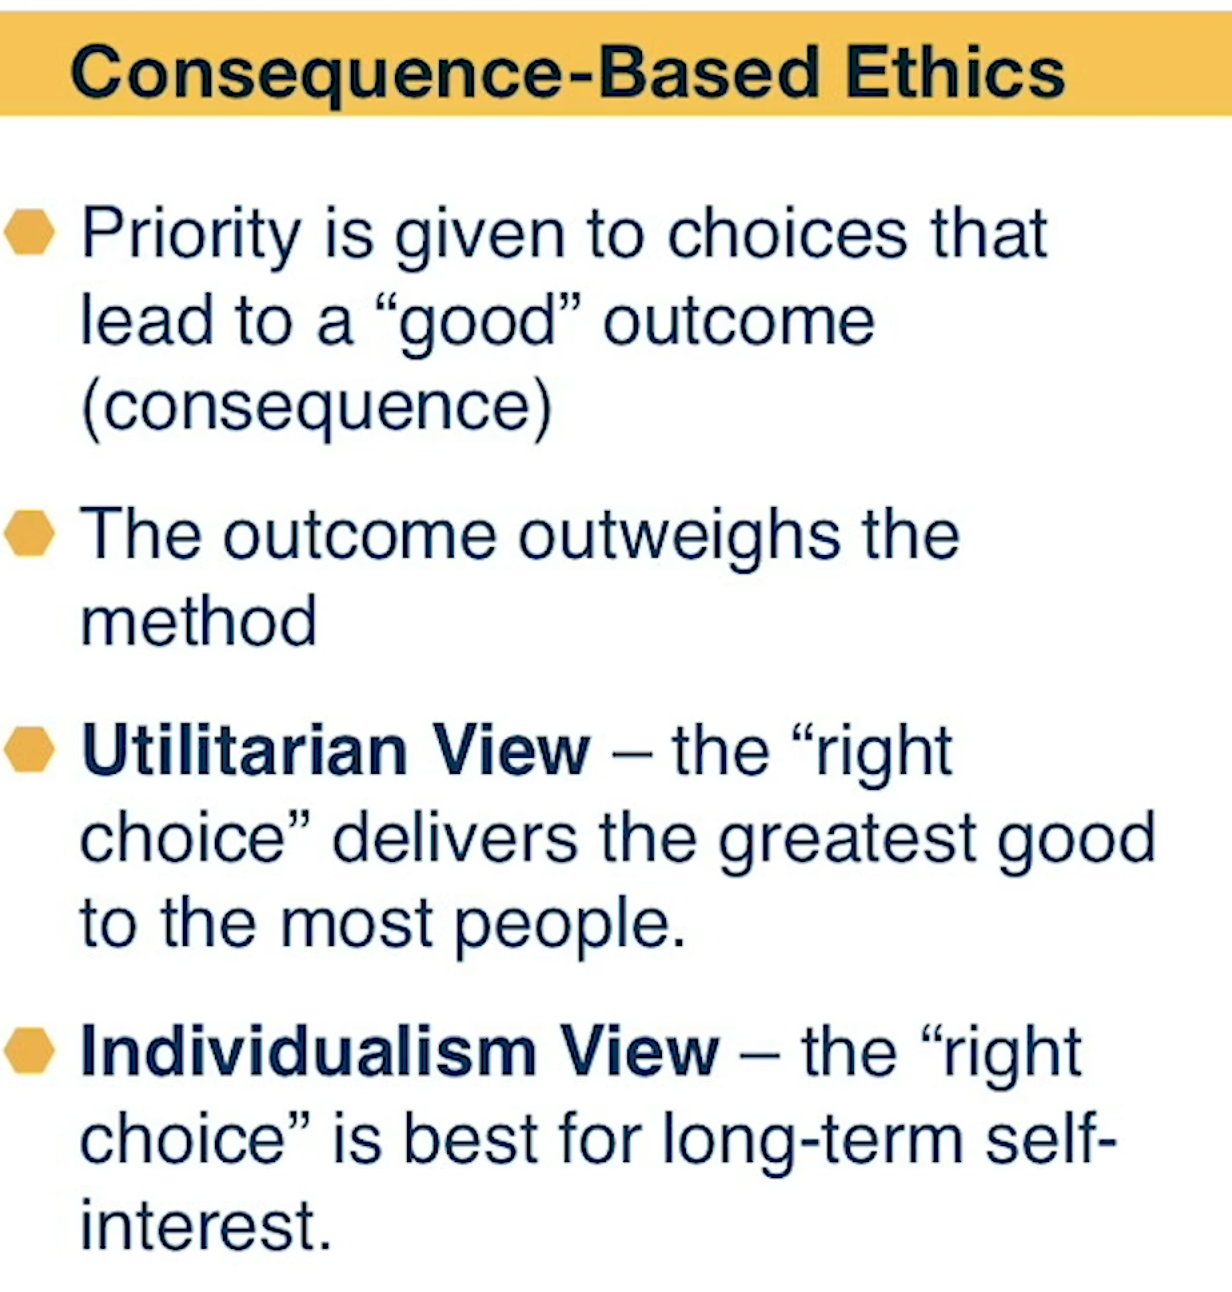 Consequence-Based Ethics
Priority is given to choices that
lead to a “good” outcome
(consequence)
The outcome outweighs the
method
Utilitarian View – the “right
choice” delivers the greatest good
to the most people.
Individualism View – the “right
choice” is best for long-term self-
interest.